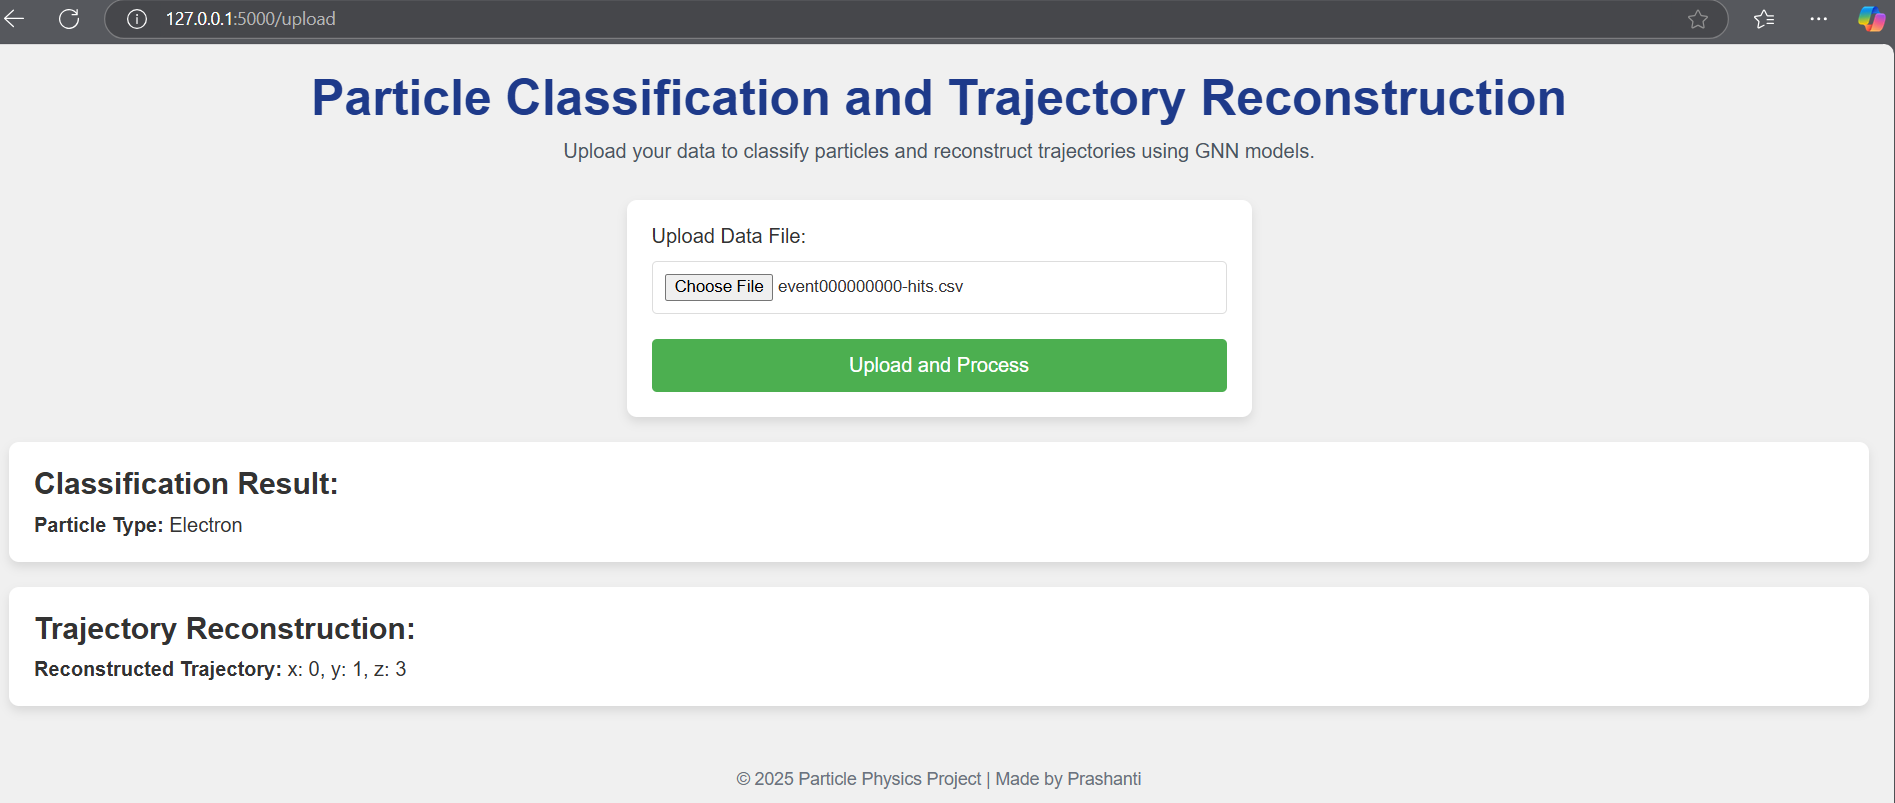 127.0.0.1:5000/upload
Particle Classification and Trajectory Reconstruction
Upload your data to classify particles and reconstruct trajectories using GNN models.
Upload Data File:
Choose File event000000000-hits.csv
Upload and Process
Classification Result:
Particle Type: Electron
Trajectory Reconstruction:
Reconstructed Trajectory: x: 0, y: 1, z: 3
© 2025 Particle Physics Project | Made by Prashanti